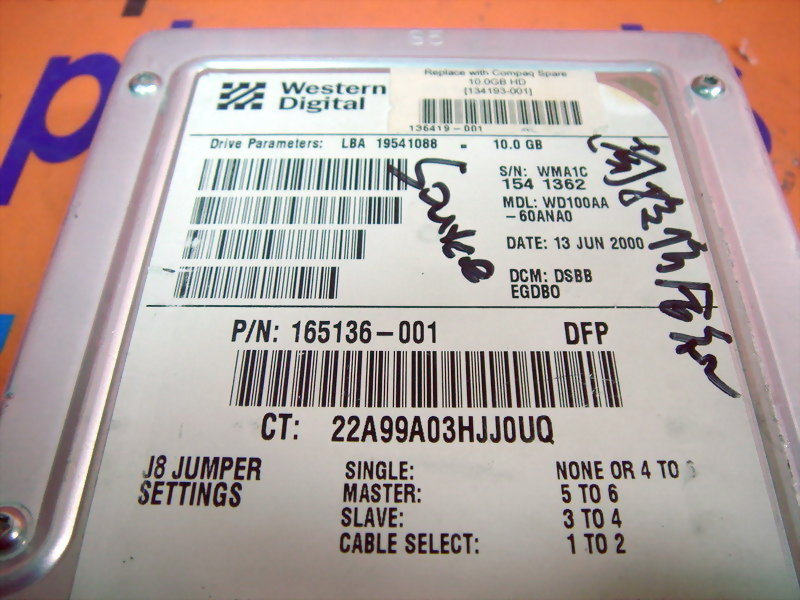 Western
Digital
Replace with Compaq Spare
10.0GB HD
[134193-001]
136419-001
Drive Parameters: LBA 19541088 - 10.0 GB
S/N: WMA1C
154 1362
MDL: WD100AA
-60ANA0
DATE: 13 JUN 2000
DCM: DSBB
EGDBO
P/N: 165136-001 DFP
CT: 22A99A03HJJ0UQ
J8 JUMPER
SETTINGS
SINGLE: NONE OR 4 TO
MASTER: 5 TO 6
SLAVE: 3 TO 4
CABLE SELECT: 1 TO 2